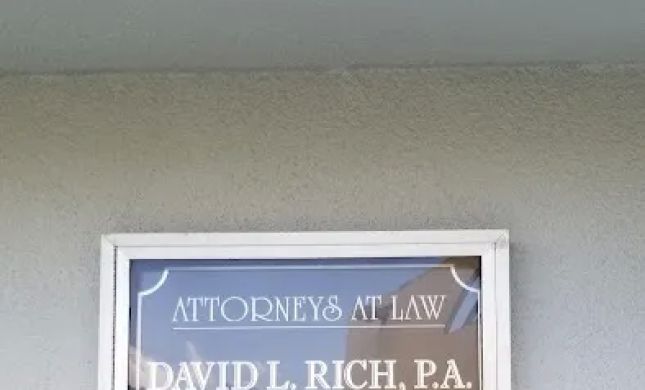 ATTORNEYS AT LAW
DAVID L. RICH, P.A.